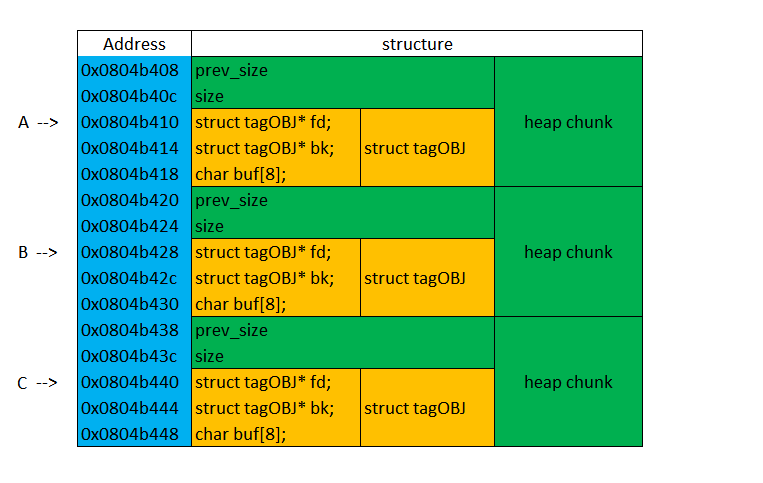 Address structure
0x0804b408 prev_size
0x0804b40c size
A --> 0x0804b410 struct tagOBJ* fd; heap chunk
0x0804b414 struct tagOBJ* bk; struct tagOBJ
0x0804b418 char buf[8];
0x0804b420 prev_size
0x0804b424 size
B --> 0x0804b428 struct tagOBJ* fd; heap chunk
0x0804b42c struct tagOBJ* bk; struct tagOBJ
0x0804b430 char buf[8];
0x0804b438 prev_size
0x0804b43c size
C --> 0x0804b440 struct tagOBJ* fd; heap chunk
0x0804b444 struct tagOBJ* bk; struct tagOBJ
0x0804b448 char buf[8];